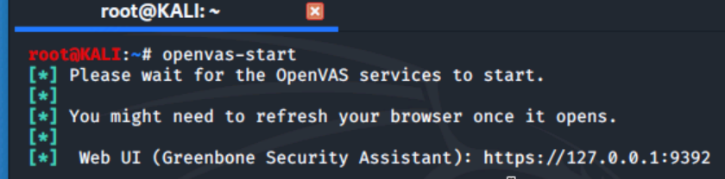 root@KALI: ~
root@KALI:~# openvas-start
[*] Please wait for the OpenVAS services to start.
[*]
[*] You might need to refresh your browser once it opens.
[*]
[*]  Web UI (Greenbone Security Assistant): https://127.0.0.1:9392